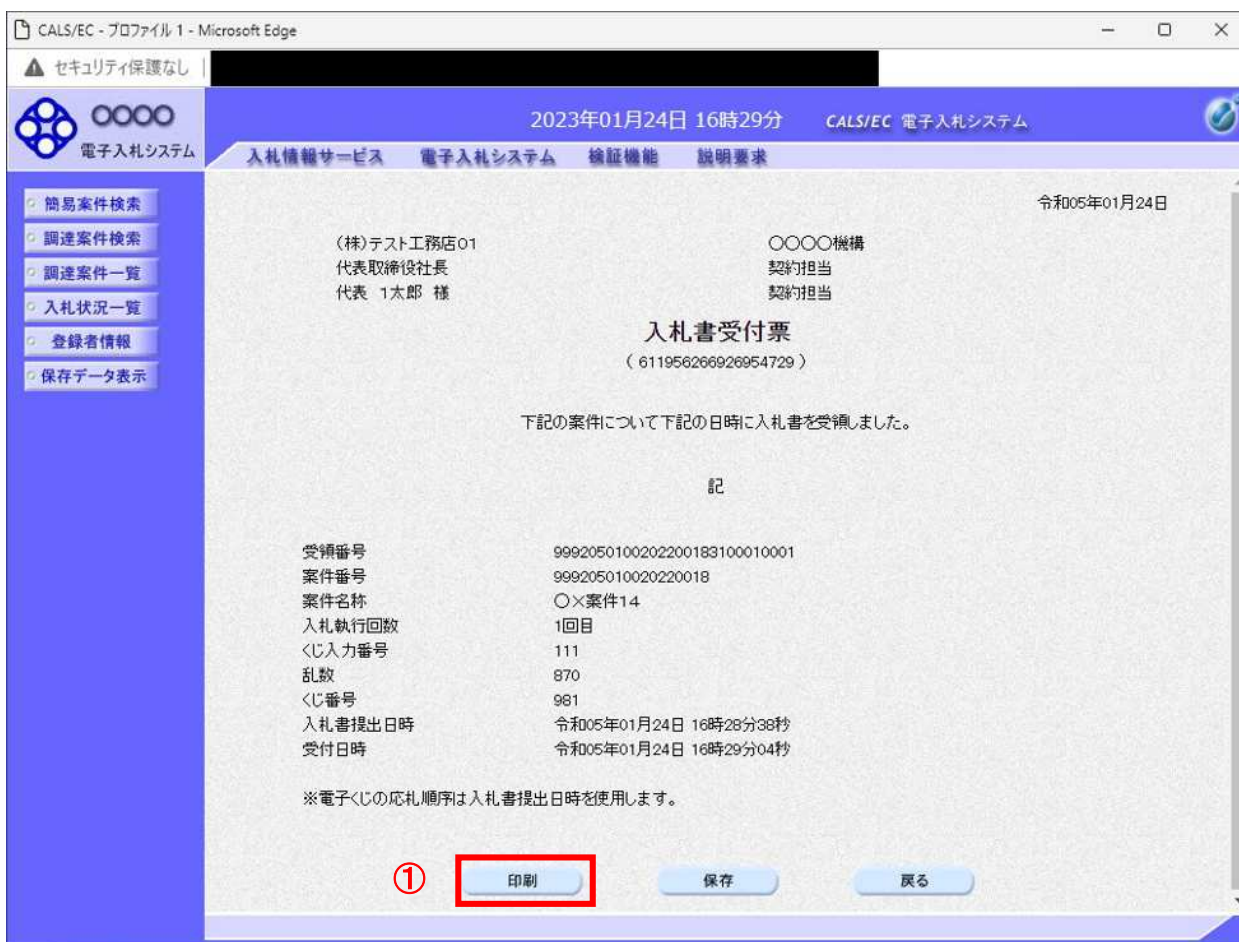 CALS/EC - プロファイル 1 - Microsoft Edge
セキュリティ保護なし
〇〇〇〇
電子入札システム
2023年01月24日 16時29分
CALS/EC 電子入札システム
入札情報サービス 電子入札システム 検証機能 説明要求
簡易案件検索
調達案件検索
調達案件一覧
入札状況一覧
登録者情報
保存データ表示
令和05年01月24日
(株)テスト工務店01
代表取締役社長
代表 1太郎 様
〇〇〇〇機構
契約担当
契約担当
入札書受付票
( 611956266926954729 )
下記の案件について下記の日時に入札書を受領しました。
記
受領番号 9992050100202200183100010001
案件番号 999205010020220018
案件名称 〇×案件14
入札執行回数 1回目
くじ入力番号 111
乱数 870
くじ番号 981
入札書提出日時 令和05年01月24日 16時28分38秒
受付日時 令和05年01月24日 16時29分04秒
※電子くじの応札順序は入札書提出日時を使用します。
① 印刷 保存 戻る